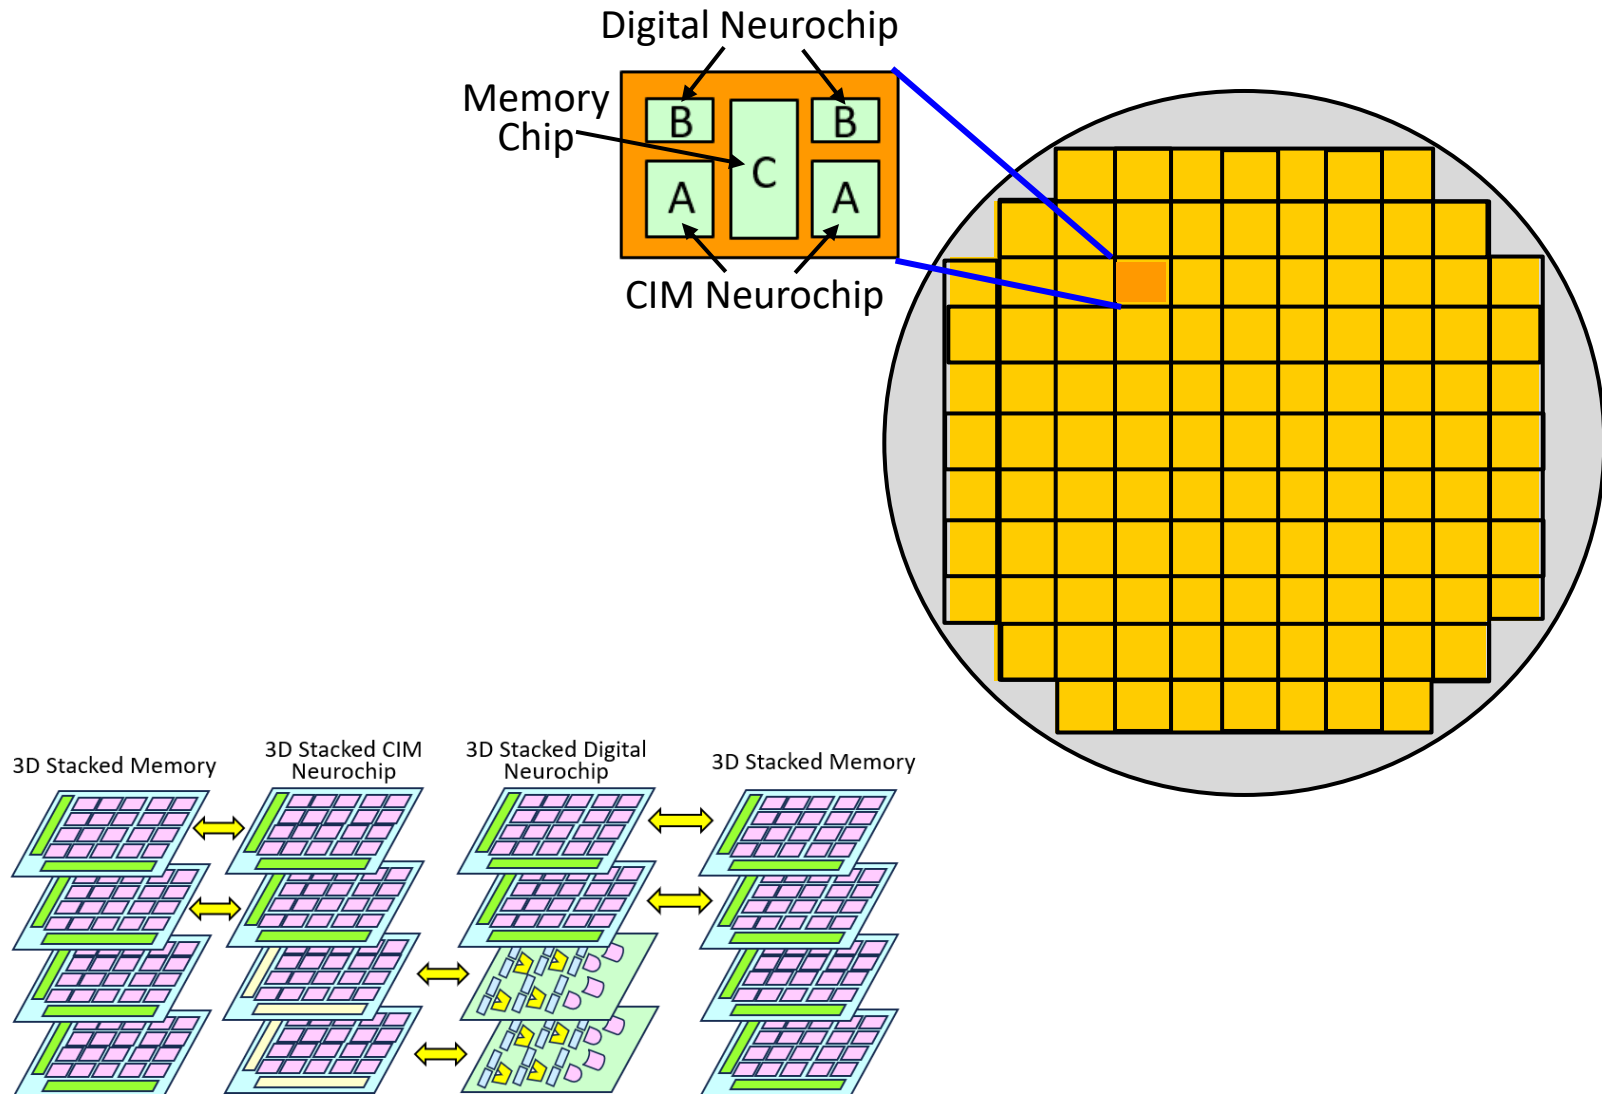 Digital Neurochip
Memory
Chip
B
B
C
A
A
CIM Neurochip
3D Stacked Memory
3D Stacked CIM
Neurochip
3D Stacked Digital
Neurochip
3D Stacked Memory